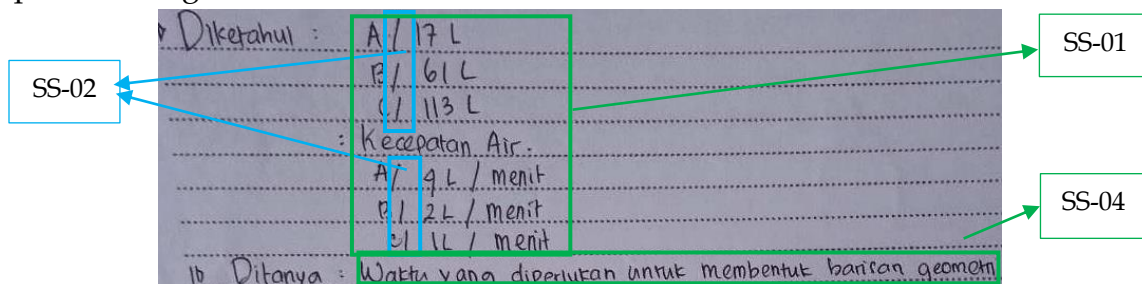 Diketahui : A / 17 L
B / 61 L
C / 113 L
: Kecepatan Air.
A / 9 L / menit
B / 2 L / menit
C / 1 L / menit
Ditanya : Waktu yang diperlukan untuk membentuk barisan geometri
SS-01
SS-02
SS-04